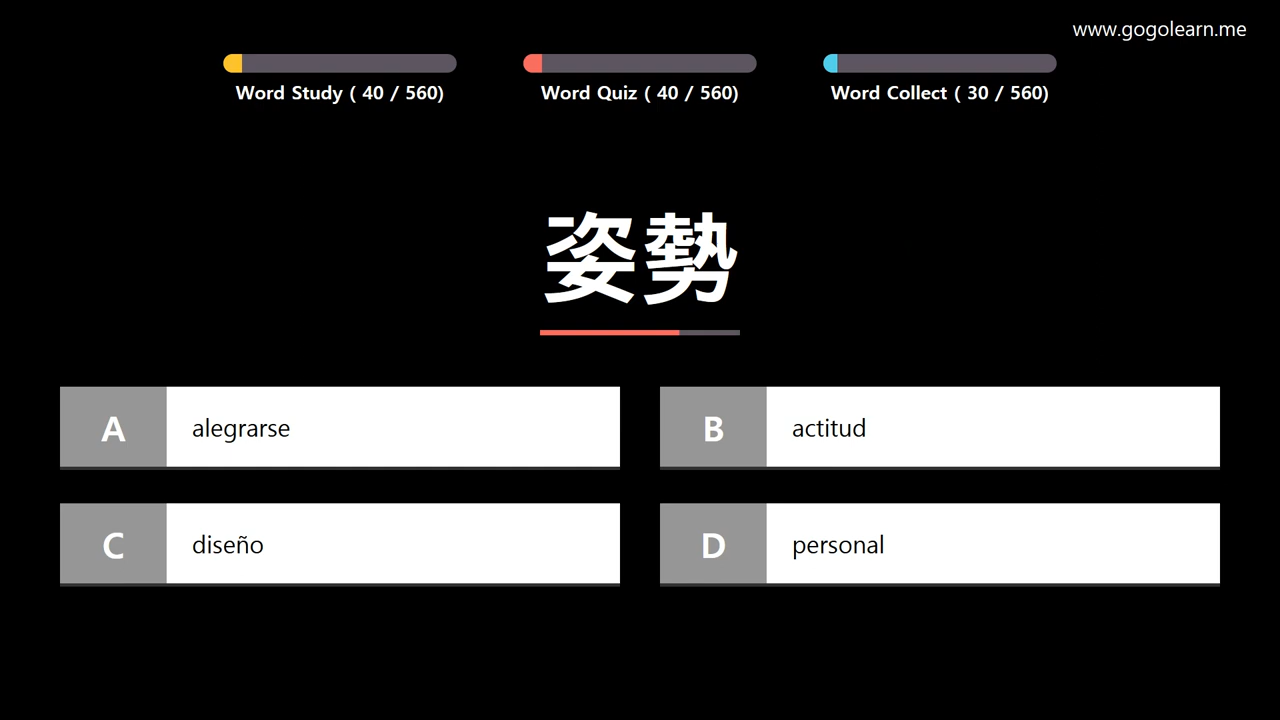 www.gogolearn.me
Word Study ( 40 / 560)
Word Quiz ( 40 / 560)
Word Collect ( 30 / 560)
姿勢
A alegrarse
B actitud
C diseño
D personal